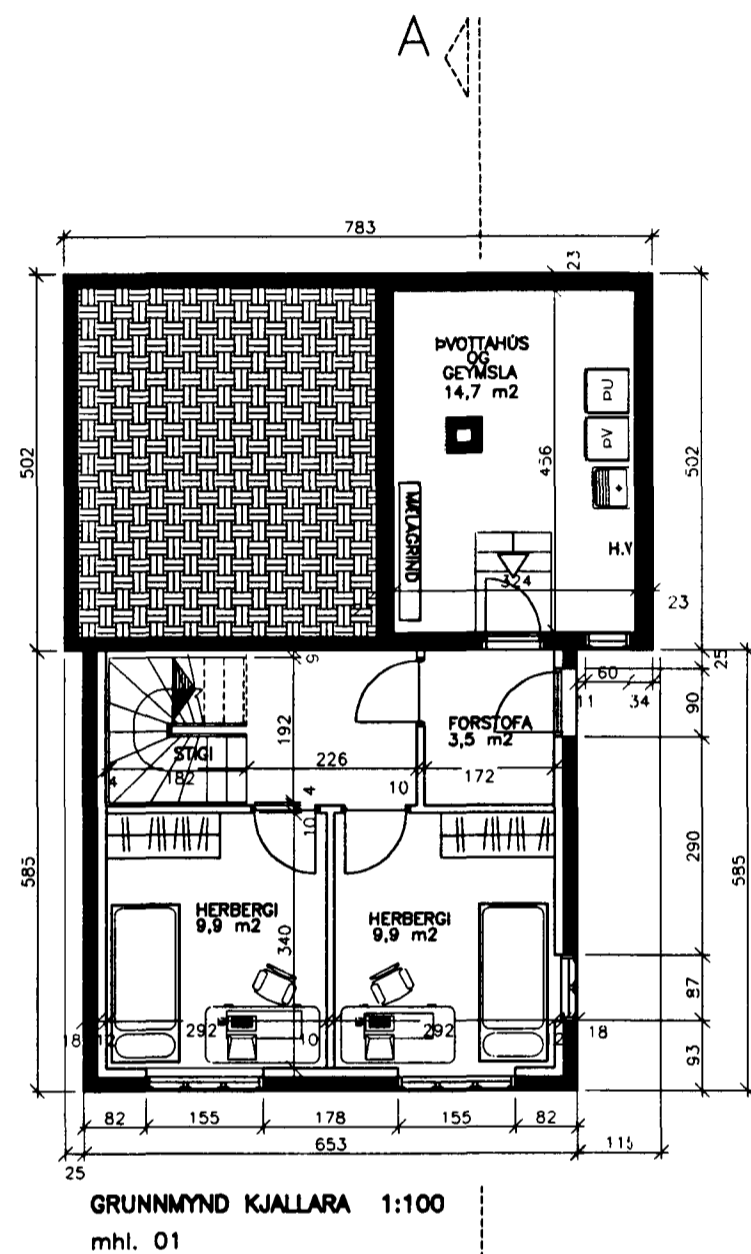 A
783
23
ÞVOTTAHÚS
OG
GEYMSLA
14,7 m2
ÞU
ÞV
502
456
502
MÆLAGRIND
H.V
324
23
25
9
60
11
34
90
FORSTOFA
3,5 m2
192
STIGI
226
4
182
10
172
4
10
290
585
585
HERBERGI
9,9 m2
HERBERGI
9,9 m2
340
87
18
12
292
10
292
2
18
93
82
155
178
155
82
653
115
25
GRUNNMYND KJALLARA 1:100
mhl. 01